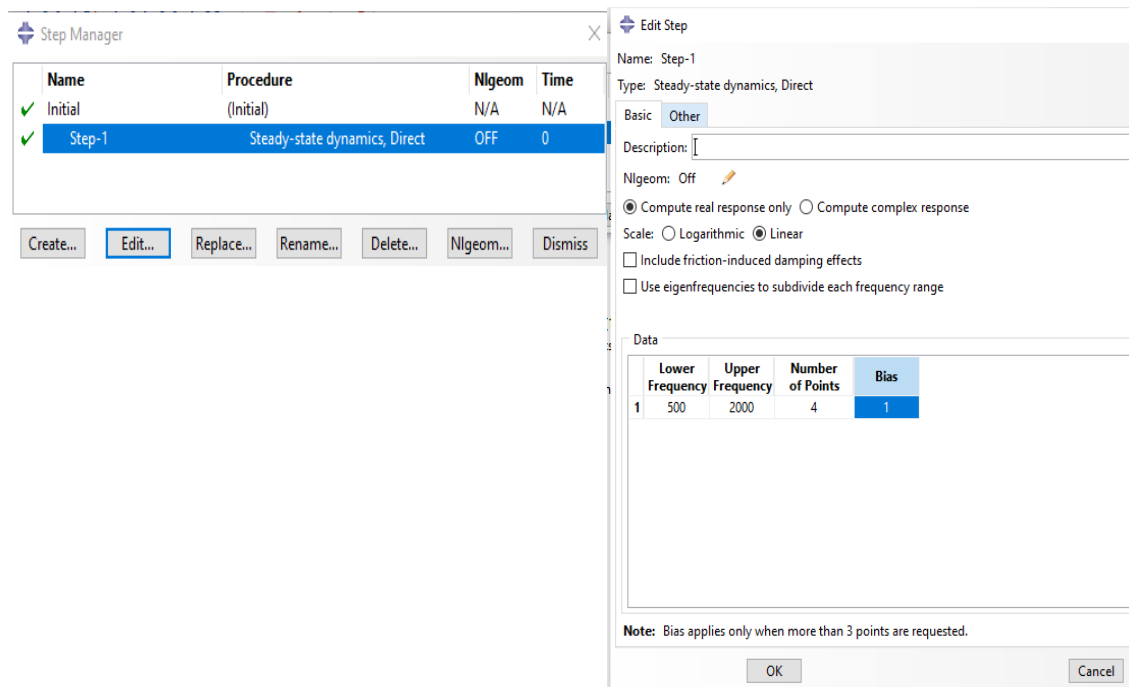 Step Manager
Name Procedure Nlgeom Time
Initial (Initial) N/A N/A
Step-1 Steady-state dynamics, Direct OFF 0
Create... Edit... Replace... Rename... Delete... Nlgeom... Dismiss
Edit Step
Name: Step-1
Type: Steady-state dynamics, Direct
Basic Other
Description:
Nlgeom: Off
Compute real response only Compute complex response
Scale: Logarithmic Linear
Include friction-induced damping effects
Use eigenfrequencies to subdivide each frequency range
Data
Lower Upper Number
Frequency Frequency of Points Bias
1 500 2000 4 1
Note: Bias applies only when more than 3 points are requested.
OK Cancel